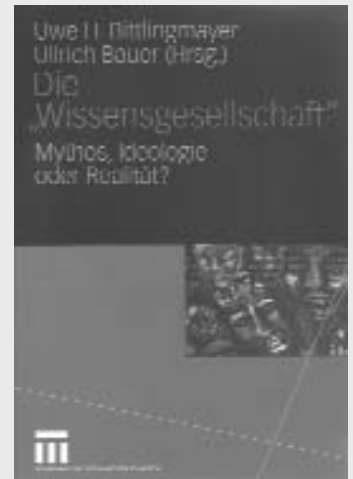 Uwe H. Bittlingmayer
Ullrich Bauer (Hrsg.)
Die
„Wissensgesellschaft“
Mythos, Ideologie
oder Realität?